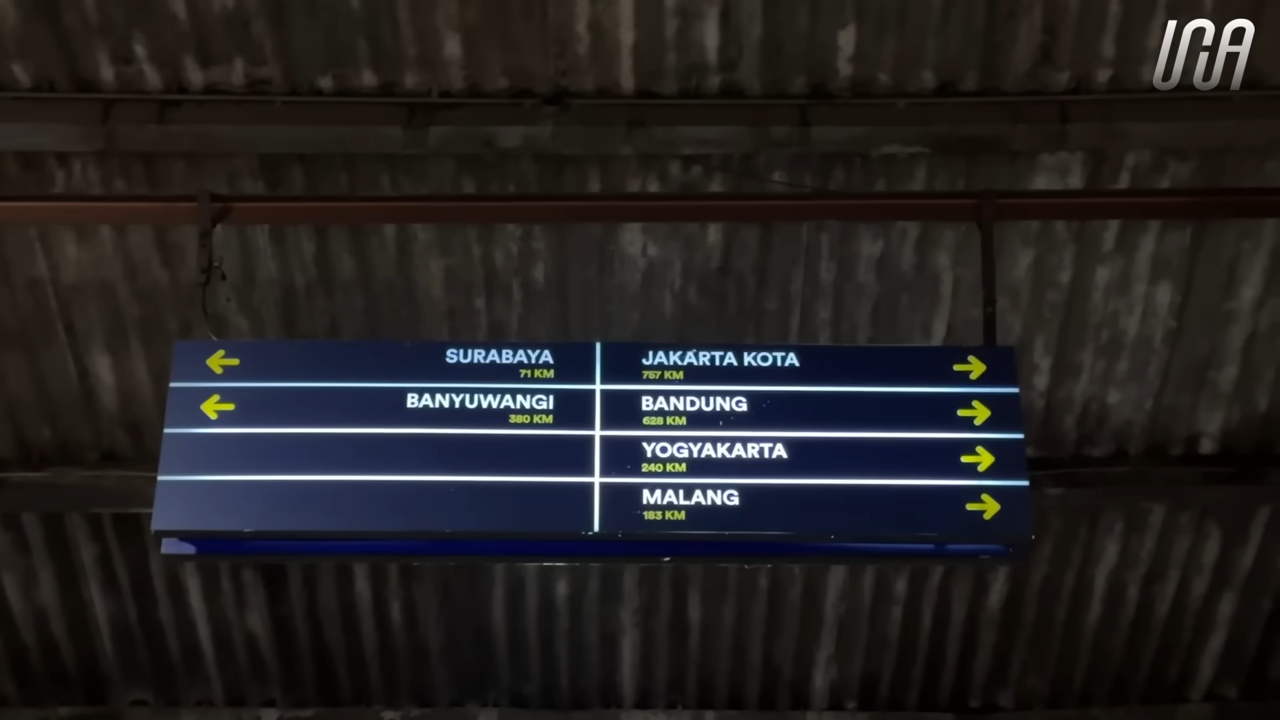 SURABAYA
71 KM
BANYUWANGI
380 KM
JAKARTA KOTA
757 KM
BANDUNG
628 KM
YOGYAKARTA
240 KM
MALANG
183 KM